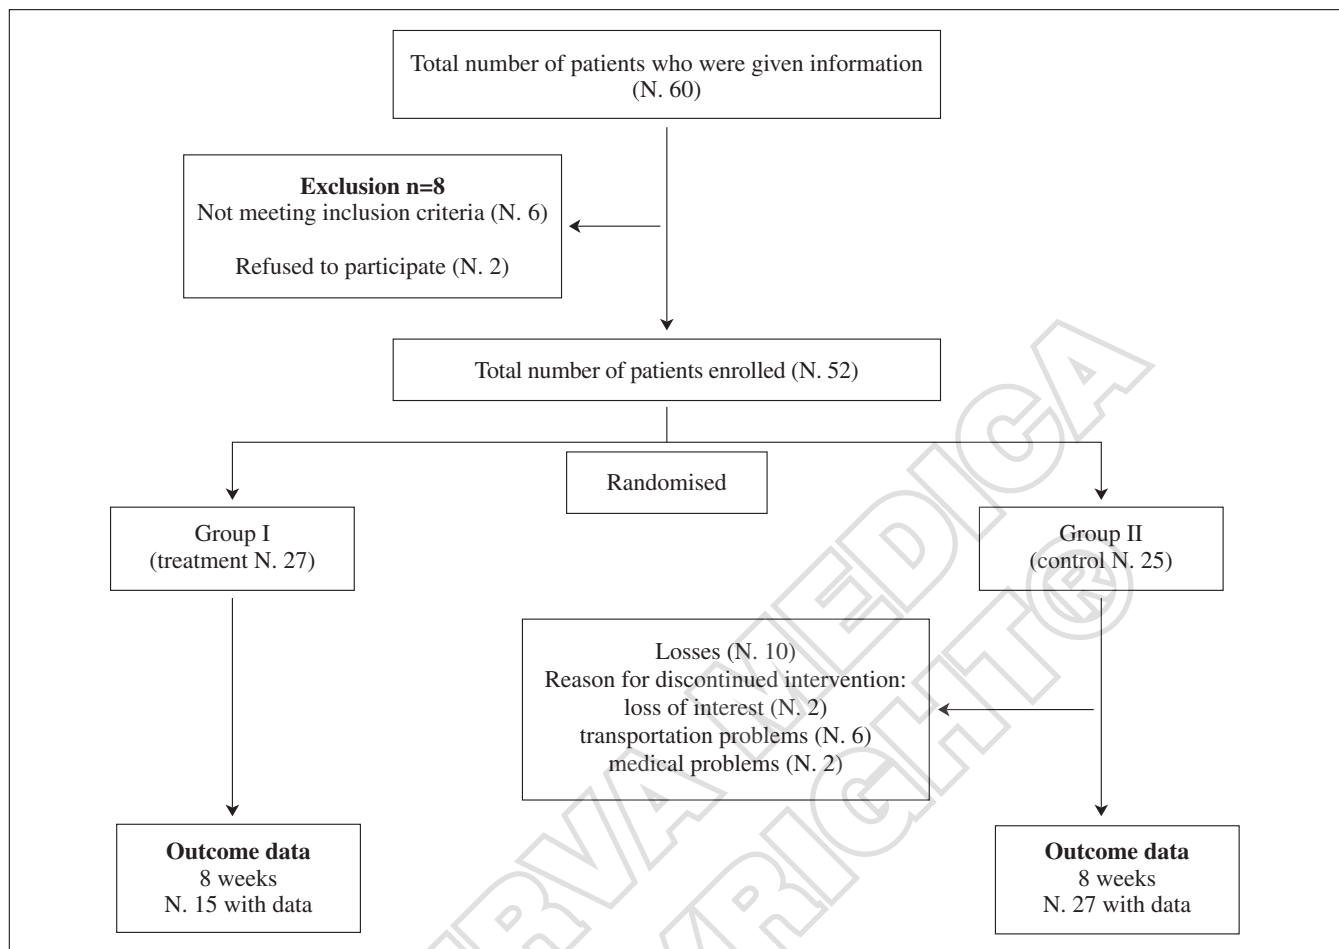 Total number of patients who were given information
(N. 60)
Exclusion n=8
Not meeting inclusion criteria (N. 6)
Refused to participate (N. 2)
Total number of patients enrolled (N. 52)
Randomised
Group I
(treatment N. 27)
Group II
(control N. 25)
Losses (N. 10)
Reason for discontinued intervention:
loss of interest (N. 2)
transportation problems (N. 6)
medical problems (N. 2)
Outcome data
8 weeks
N. 15 with data
Outcome data
8 weeks
N. 27 with data
RVA MEDICA
YRIGHT®